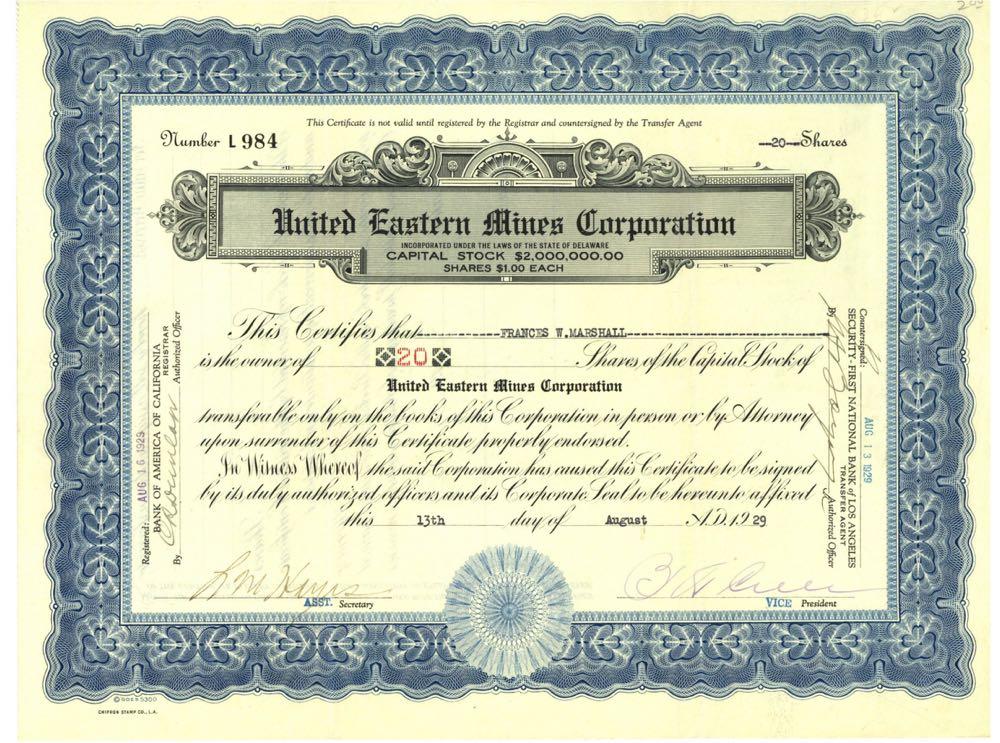 This Certificate is not valid until registered by the Registrar and countersigned by the Transfer Agent
Number L 984
—20—Shares
United Eastern Mines Corporation
INCORPORATED UNDER THE LAWS OF THE STATE OF DELAWARE
CAPITAL STOCK $2,000,000.00
SHARES $1.00 EACH
This Certifies that FRANCES W. MARSHALL
is the owner of 20 Shares of the Capital Stock of
United Eastern Mines Corporation
transferable only on the books of this Corporation in person or by Attorney
upon surrender of this Certificate properly endorsed.
In Witness Whereof the said Corporation has caused this Certificate to be signed
by its duly authorized officers and its Corporate Seal to be hereunto affixed
this 13th day of August A.D. 1929
ASST. Secretary
VICE President
Registered: AUG 16 1929
BANK OF AMERICA OF CALIFORNIA
REGISTRAR
By
Authorized Officer
Countersigned:
AUG 13 1929
SECURITY-FIRST NATIONAL BANK of LOS ANGELES
TRANSFER AGENT
By
Authorized Officer
© GOES 5300